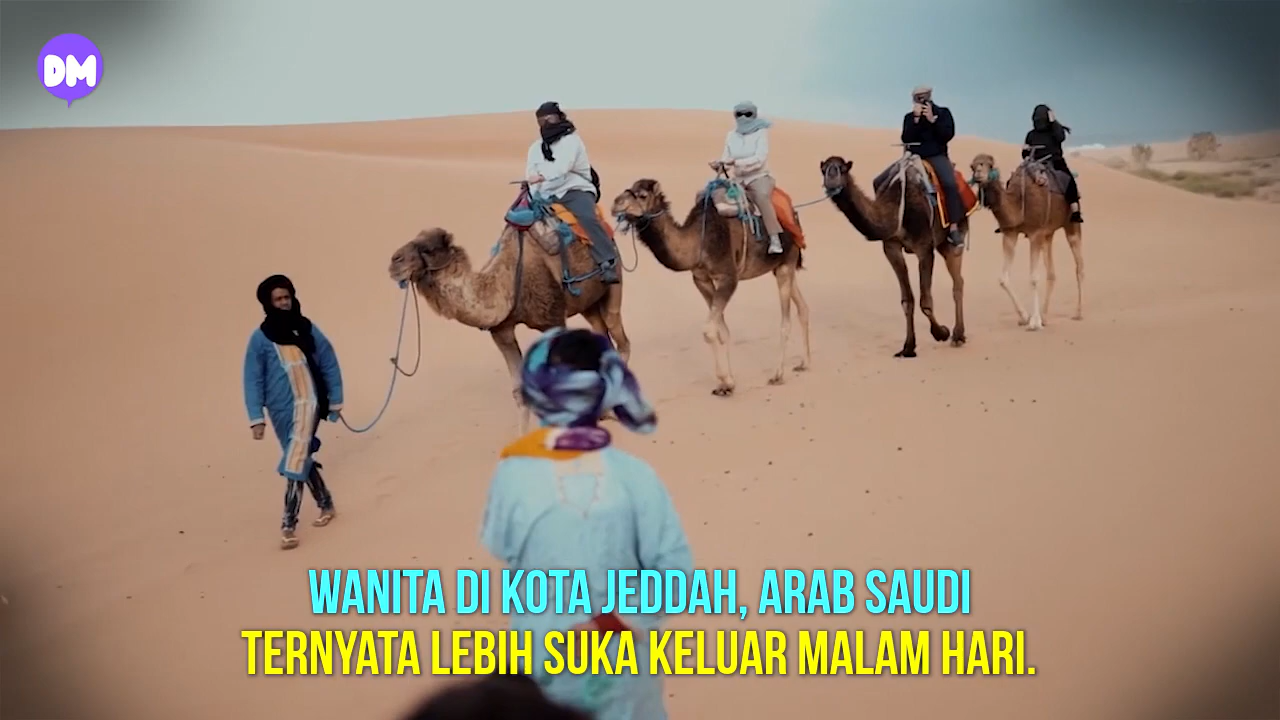 DM
WANITA DI KOTA JEDDAH, ARAB SAUDI
TERNYATA LEBIH SUKA KELUAR MALAM HARI.